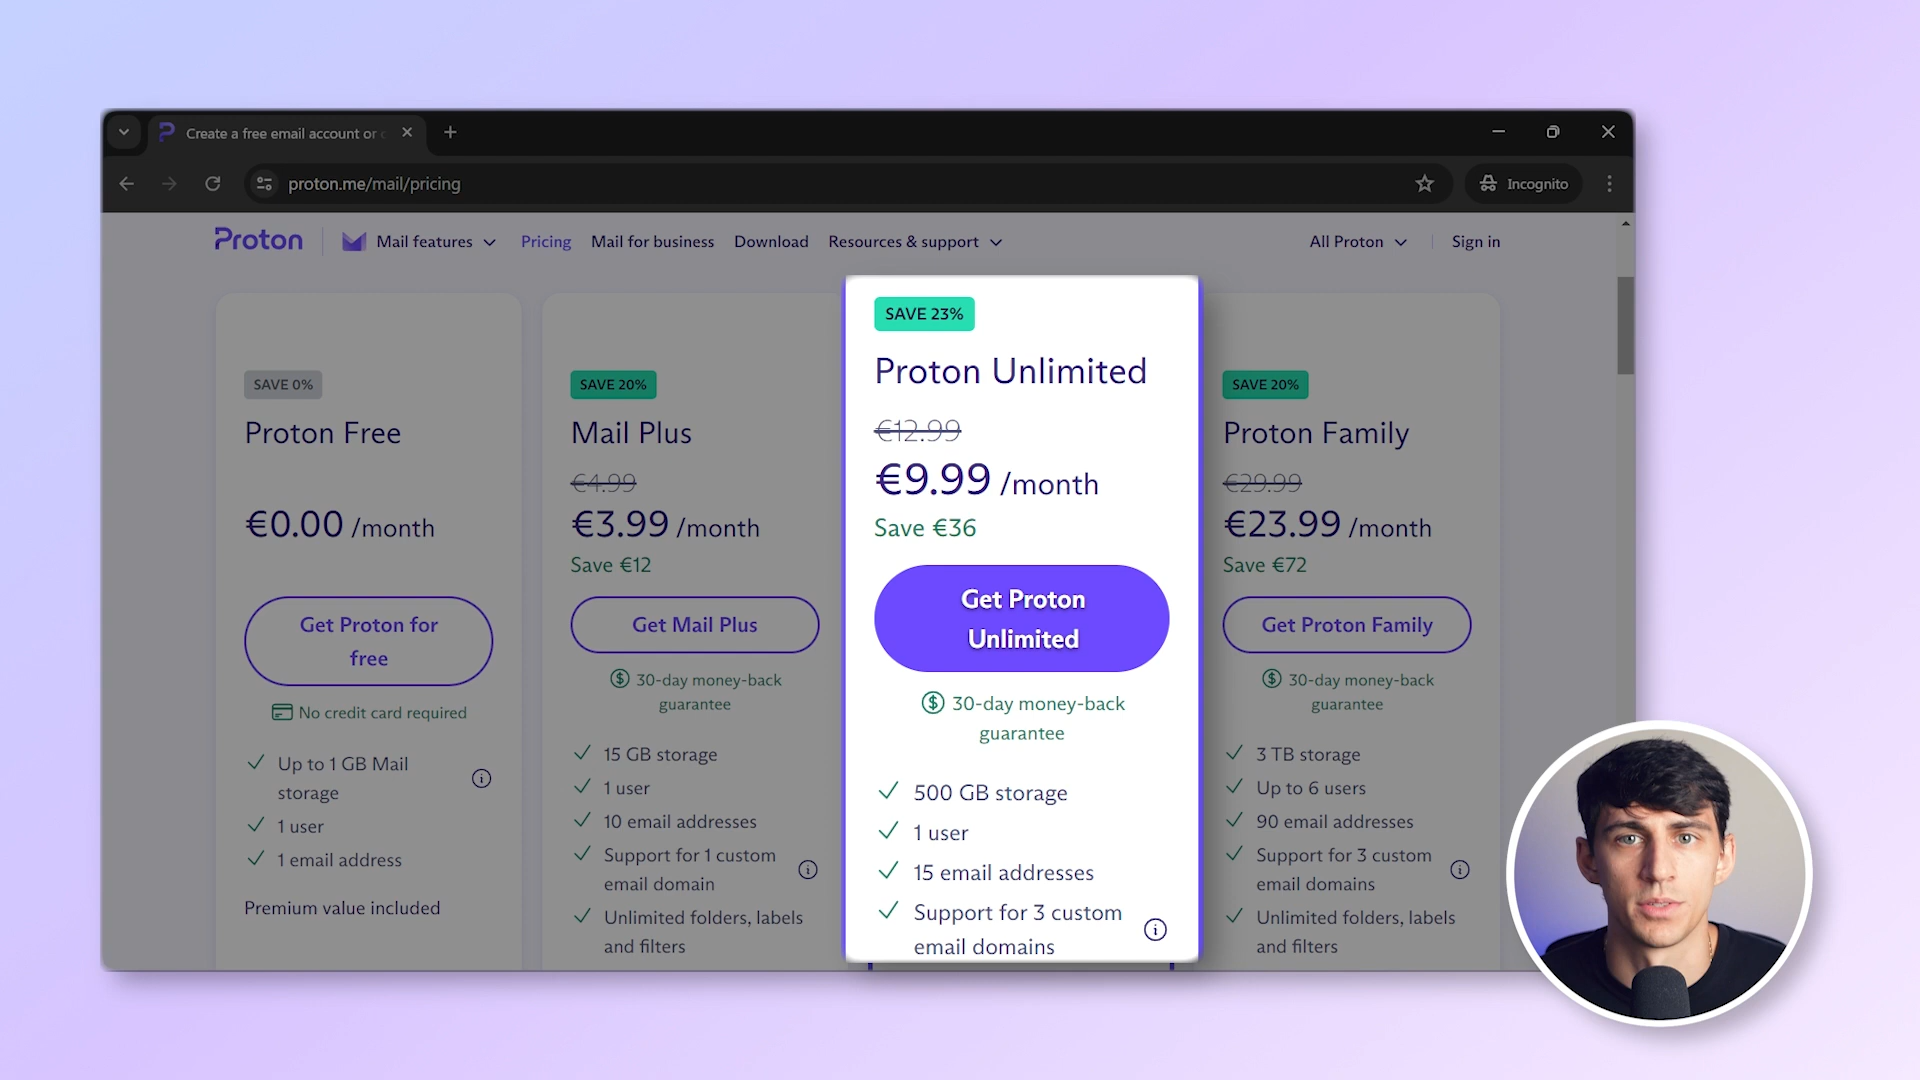 Create a free email account or
proton.me/mail/pricing
Incognito
Proton
Mail features
Pricing
Mail for business
Download
Resources & support
All Proton
Sign in
SAVE 0%
Proton Free
€0.00 /month
Get Proton for
free
No credit card required
Up to 1 GB Mail
storage
1 user
1 email address
Premium value included
SAVE 20%
Mail Plus
€4.99
€3.99 /month
Save €12
Get Mail Plus
30-day money-back
guarantee
15 GB storage
1 user
10 email addresses
Support for 1 custom
email domain
Unlimited folders, labels
and filters
SAVE 23%
Proton Unlimited
€12.99
€9.99 /month
Save €36
Get Proton
Unlimited
30-day money-back
guarantee
500 GB storage
1 user
15 email addresses
Support for 3 custom
email domains
SAVE 20%
Proton Family
€29.99
€23.99 /month
Save €72
Get Proton Family
30-day money-back
guarantee
3 TB storage
Up to 6 users
90 email addresses
Support for 3 custom
email domains
Unlimited folders, labels
and filters